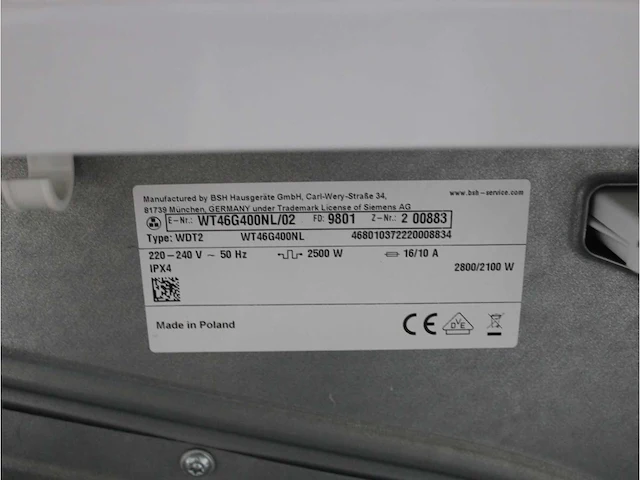 Manufactured by BSH Hausgeräte GmbH, Carl-Wery-Straße 34, www.bsh-service.com
81739 München, GERMANY under Trademark License of Siemens AG
E-Nr.: WT46G400NL/02 FD: 9801 Z-Nr.: 2 00883
Type: WDT2 WT46G400NL 468010372220008834
220-240 V ~ 50 Hz 2500 W 16/10 A
IPX4 2800/2100 W
Made in Poland CE VDE